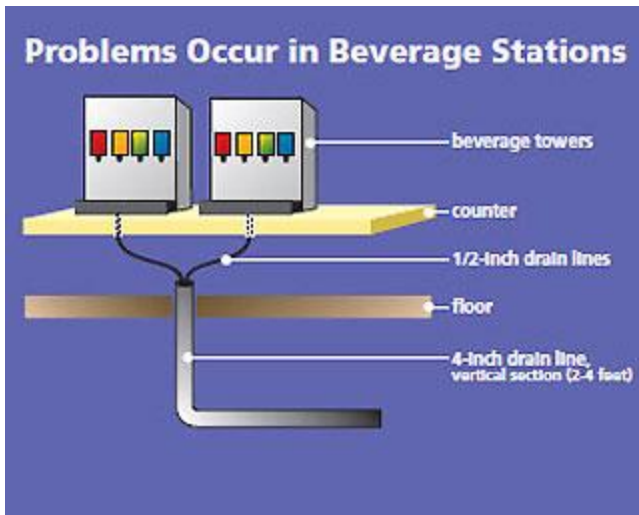 Problems Occur in Beverage Stations
beverage towers
counter
1/2-inch drain lines
floor
4-inch drain line,
vertical section (2-4 feet)